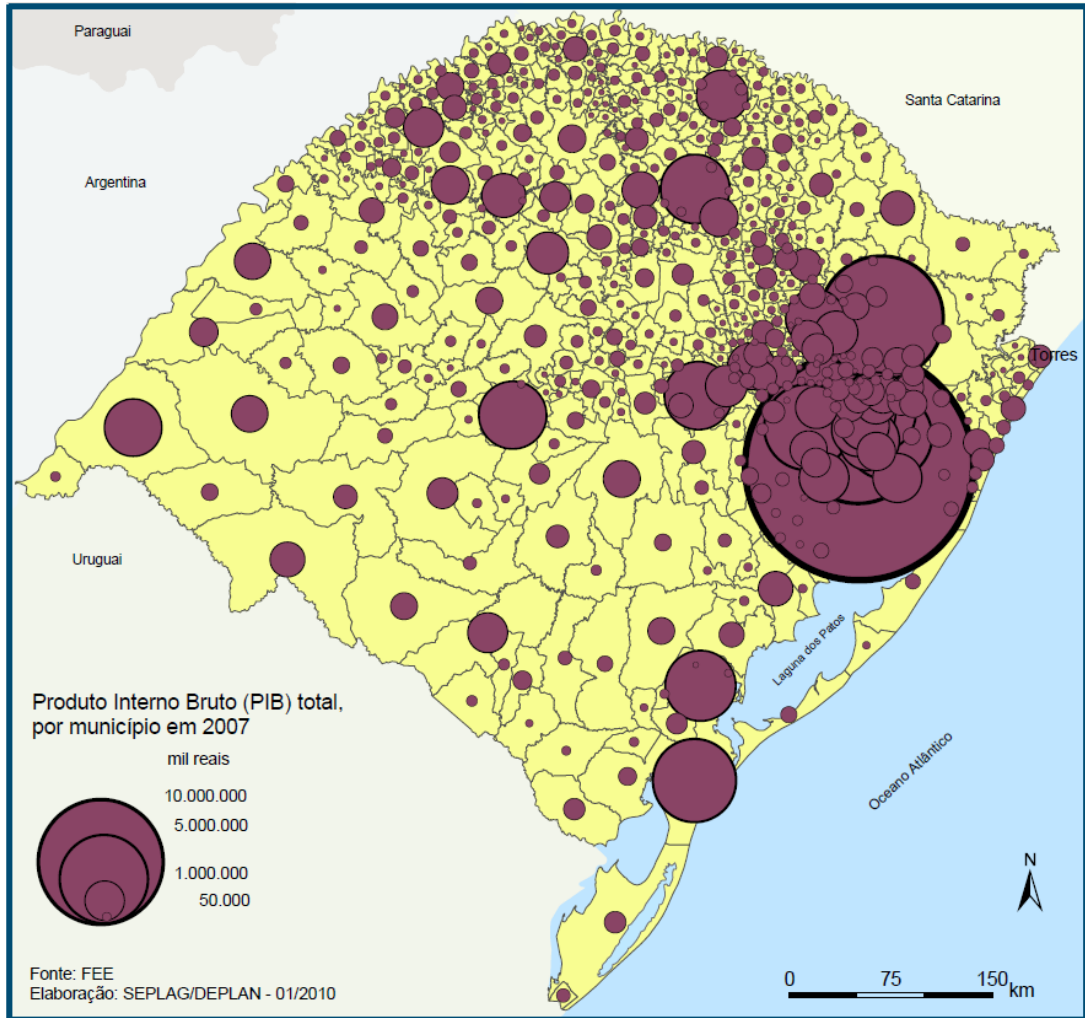 Paraguai
Santa Catarina
Argentina
Torres
Uruguai
Laguna dos Patos
Oceano Atlântico
Produto Interno Bruto (PIB) total,
por município em 2007
mil reais
10.000.000
5.000.000
1.000.000
50.000
N
0 75 150 km
Fonte: FEE
Elaboração: SEPLAG/DEPLAN - 01/2010